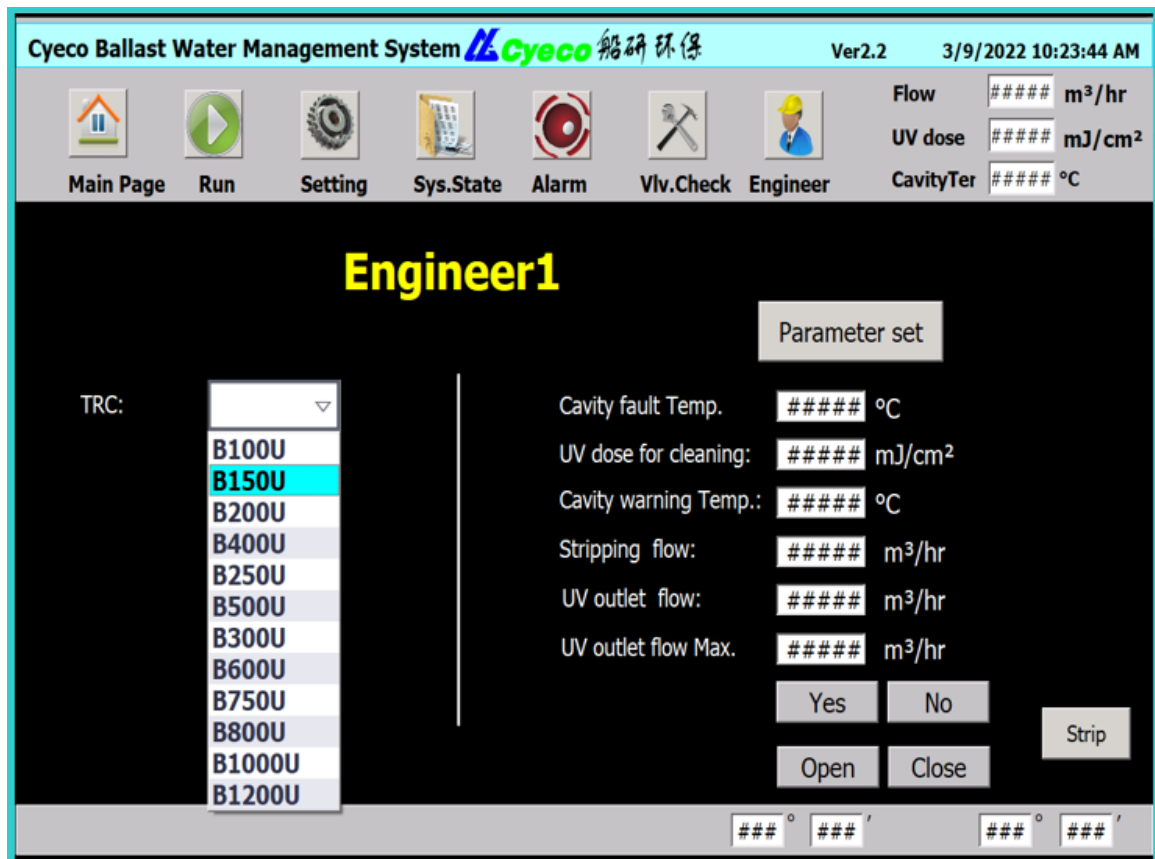 Cyeco Ballast Water Management System Cyeco 船研环保 Ver2.2 3/9/2022 10:23:44 AM
Flow ##### m³/hr
UV dose ##### mJ/cm²
CavityTer ##### °C
Main Page Run Setting Sys.State Alarm Vlv.Check Engineer
Engineer1
Parameter set
TRC:
B100U
B150U
B200U
B400U
B250U
B500U
B300U
B600U
B750U
B800U
B1000U
B1200U
Cavity fault Temp. ##### °C
UV dose for cleaning: ##### mJ/cm²
Cavity warning Temp.: ##### °C
Stripping flow: ##### m³/hr
UV outlet flow: ##### m³/hr
UV outlet flow Max. ##### m³/hr
Yes No
Strip
Open Close
### ° ### ′ ### ° ### ′